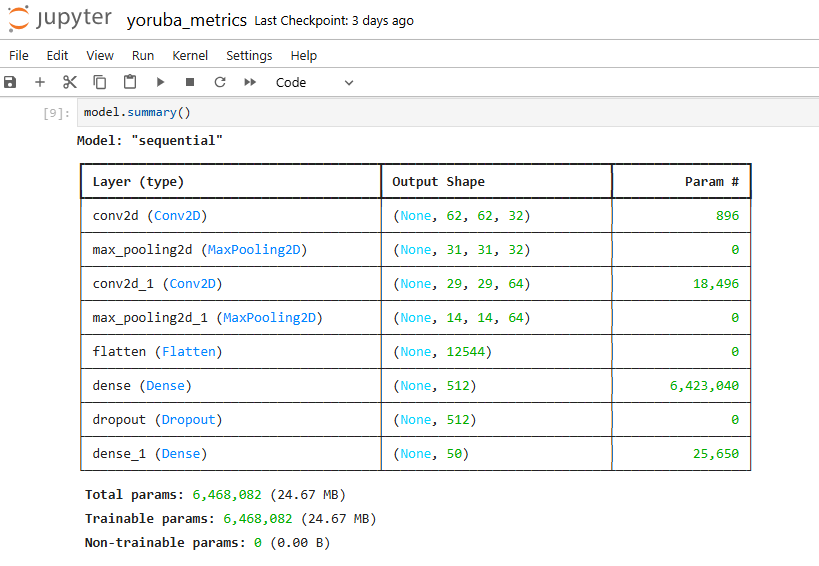 jupyter yoruba_metrics Last Checkpoint: 3 days ago
File Edit View Run Kernel Settings Help
Code
[9]: model.summary()
Model: "sequential"
Layer (type) Output Shape Param #
conv2d (Conv2D) (None, 62, 62, 32) 896
max_pooling2d (MaxPooling2D) (None, 31, 31, 32) 0
conv2d_1 (Conv2D) (None, 29, 29, 64) 18,496
max_pooling2d_1 (MaxPooling2D) (None, 14, 14, 64) 0
flatten (Flatten) (None, 12544) 0
dense (Dense) (None, 512) 6,423,040
dropout (Dropout) (None, 512) 0
dense_1 (Dense) (None, 50) 25,650
Total params: 6,468,082 (24.67 MB)
Trainable params: 6,468,082 (24.67 MB)
Non-trainable params: 0 (0.00 B)